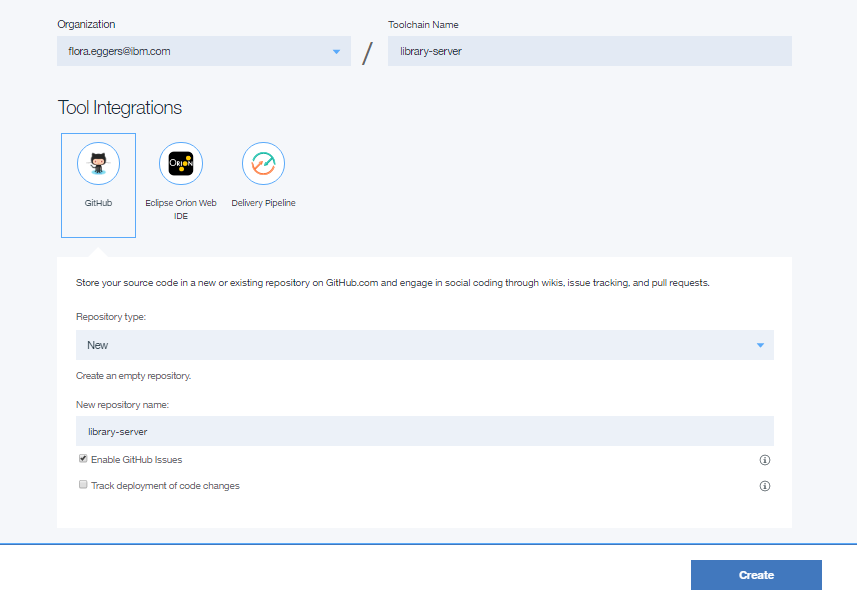 Organization
Toolchain Name
flora.eggers@ibm.com
/
library-server
Tool Integrations
ORION
GitHub
Eclipse Orion Web
IDE
Delivery Pipeline
Store your source code in a new or existing repository on GitHub.com and engage in social coding through wikis, issue tracking, and pull requests.
Repository type:
New
Create an empty repository.
New repository name:
library-server
Enable GitHub Issues
Track deployment of code changes
Create